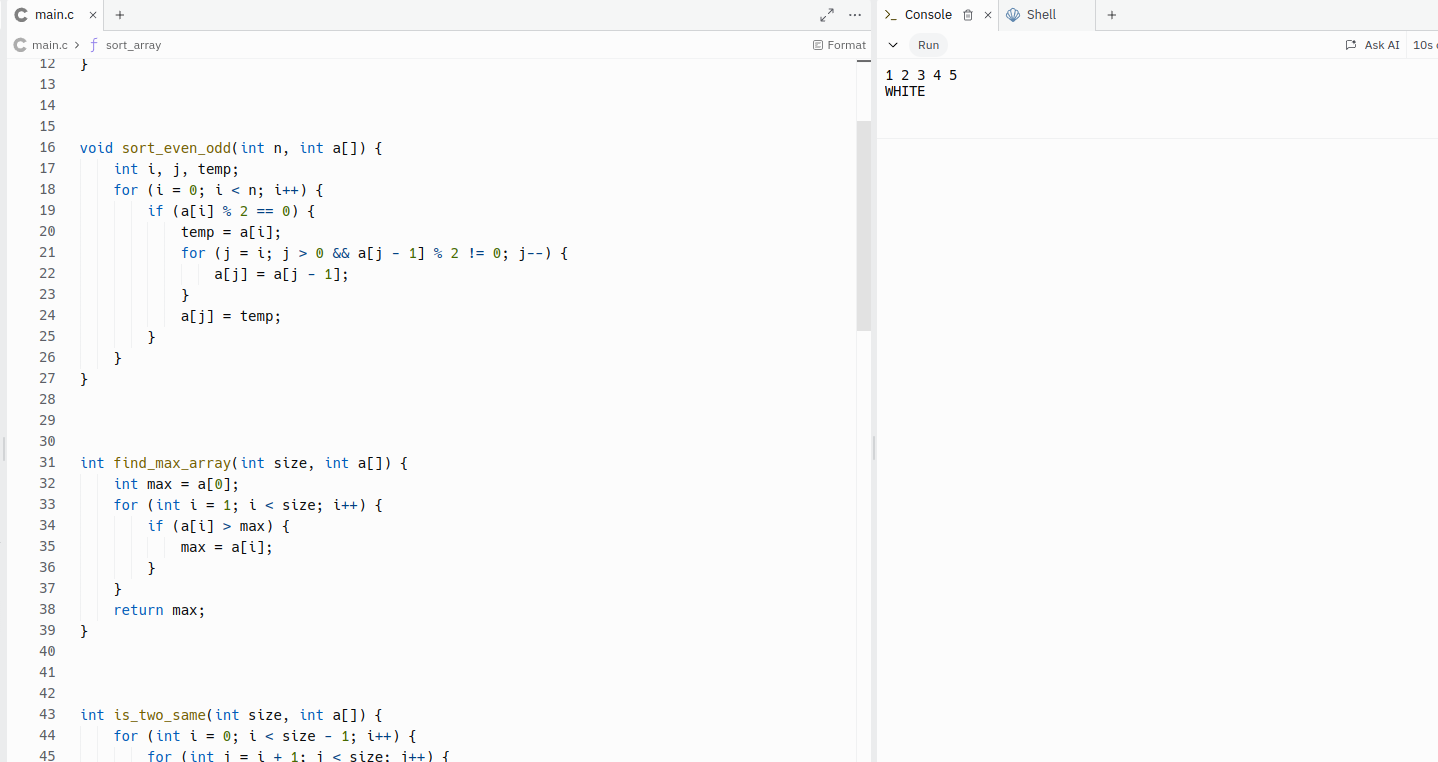 main.c
main.c > f sort_array
Format
12 }
13
14
15
16 void sort_even_odd(int n, int a[]) {
17 int i, j, temp;
18 for (i = 0; i < n; i++) {
19 if (a[i] % 2 == 0) {
20 temp = a[i];
21 for (j = i; j > 0 && a[j - 1] % 2 != 0; j--) {
22 a[j] = a[j - 1];
23 }
24 a[j] = temp;
25 }
26 }
27 }
28
29
30
31 int find_max_array(int size, int a[]) {
32 int max = a[0];
33 for (int i = 1; i < size; i++) {
34 if (a[i] > max) {
35 max = a[i];
36 }
37 }
38 return max;
39 }
40
41
42
43 int is_two_same(int size, int a[]) {
44 for (int i = 0; i < size - 1; i++) {
45 for (int j = i + 1; j < size; j++) {
Console
Shell
Run
Ask AI
10s
1 2 3 4 5
WHITE